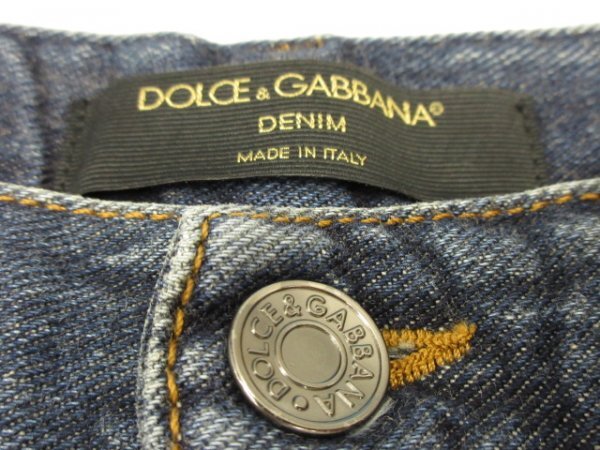 DOLCE & GABBANA®
DENIM
MADE IN ITALY
DOLCE & GABBANA •